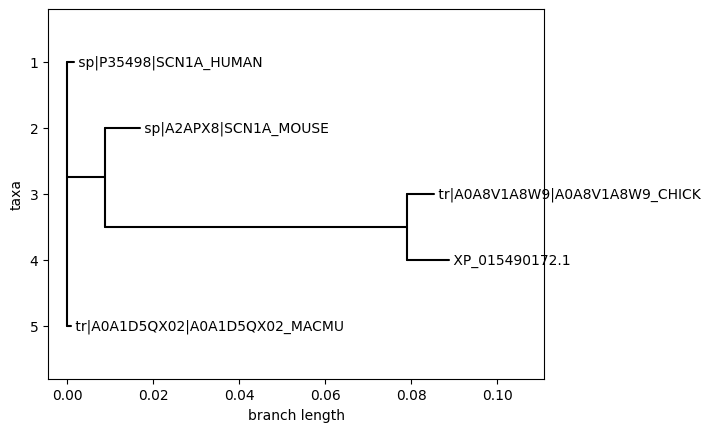 1
sp|P35498|SCN1A_HUMAN
2
sp|A2APX8|SCN1A_MOUSE
3
tr|A0A8V1A8W9|A0A8V1A8W9_CHICK
taxa
4
XP_015490172.1
5
tr|A0A1D5QX02|A0A1D5QX02_MACMU
0.00 0.02 0.04 0.06 0.08 0.10
branch length